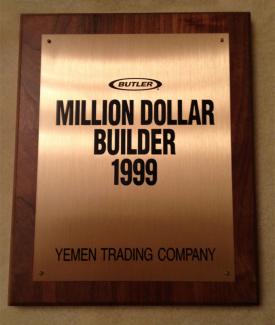 BUTLER
MILLION DOLLAR
BUILDER
1999
YEMEN TRADING COMPANY